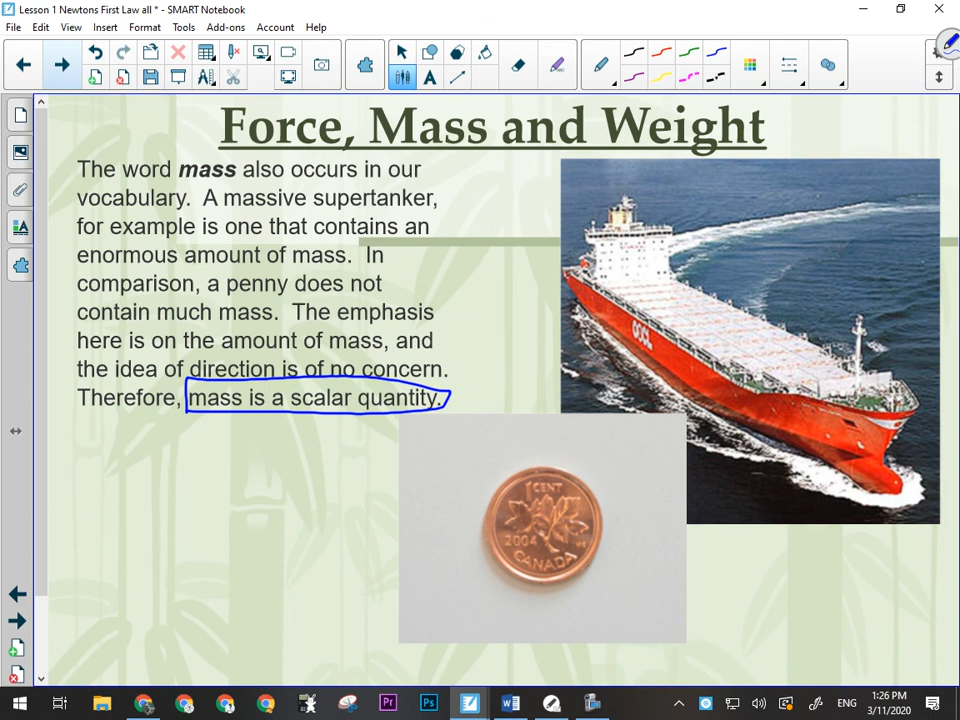 Lesson 1 Newtons First Law all * - SMART Notebook
File Edit View Insert Format Tools Add-ons Account Help
Force, Mass and Weight
The word mass also occurs in our
vocabulary. A massive supertanker,
for example is one that contains an
enormous amount of mass. In
comparison, a penny does not
contain much mass. The emphasis
here is on the amount of mass, and
the idea of direction is of no concern.
Therefore, mass is a scalar quantity.
OOCL
1 CENT
2004
CANADA
Pr Ps W ENG
1:26 PM
3/11/2020